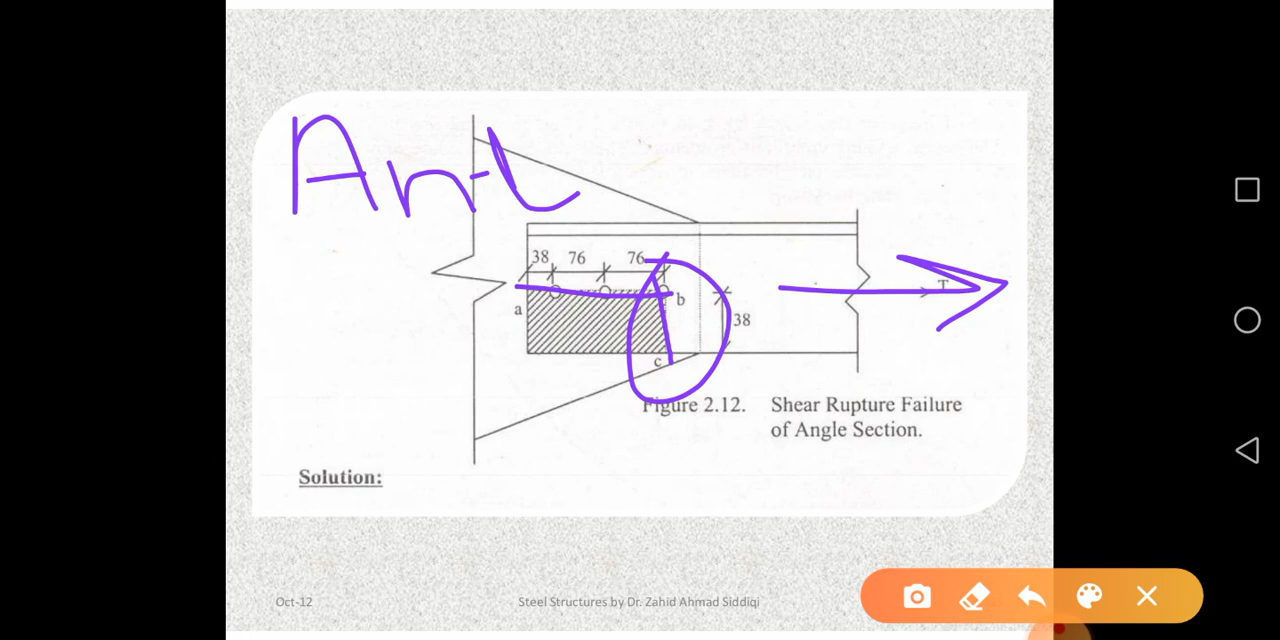 An-t
38 76 76
a
b
T
38
c
Figure 2.12. Shear Rupture Failure
of Angle Section.
Solution:
Oct-12 Steel Structures by Dr. Zahid Ahmad Siddiqi